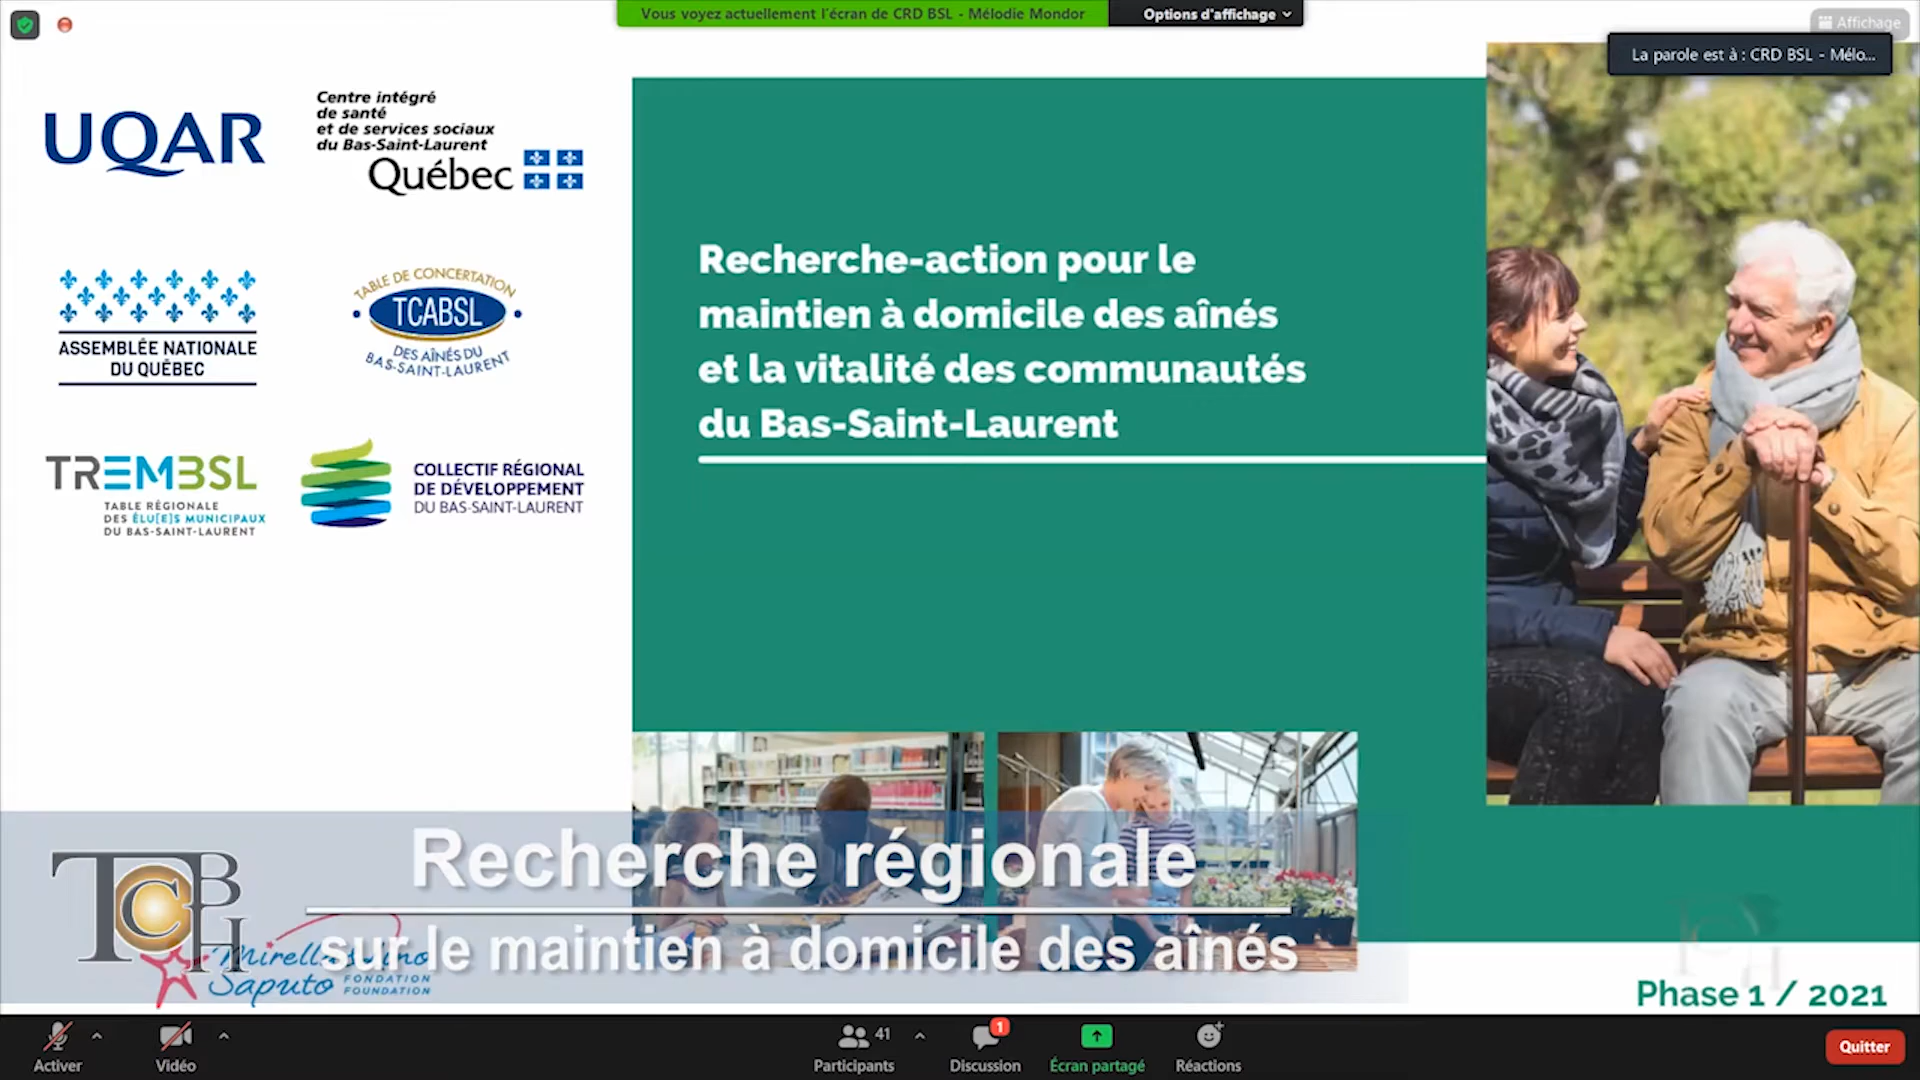 Vous voyez actuellement l'écran de CRD BSL - Mélodie Mondor
Options d'affichage
Affichage
La parole est à : CRD BSL - Mélo...
UQAR
Centre intégré
de santé
et de services sociaux
du Bas-Saint-Laurent
Québec
ASSEMBLÉE NATIONALE
DU QUÉBEC
TABLE DE CONCERTATION
TCABSL
DES AÎNÉS DU
BAS-SAINT-LAURENT
TREMBSL
TABLE RÉGIONALE
DES ÉLU(E)S MUNICIPAUX
DU BAS-SAINT-LAURENT
COLLECTIF RÉGIONAL
DE DÉVELOPPEMENT
DU BAS-SAINT-LAURENT
Recherche-action pour le
maintien à domicile des aînés
et la vitalité des communautés
du Bas-Saint-Laurent
Recherche régionale
sur le maintien à domicile des aînés
TCBH
Saputo
FONDATION
FOUNDATION
Phase 1 / 2021
Activer
Vidéo
41
Participants
1
Discussion
Écran partagé
Réactions
Quitter